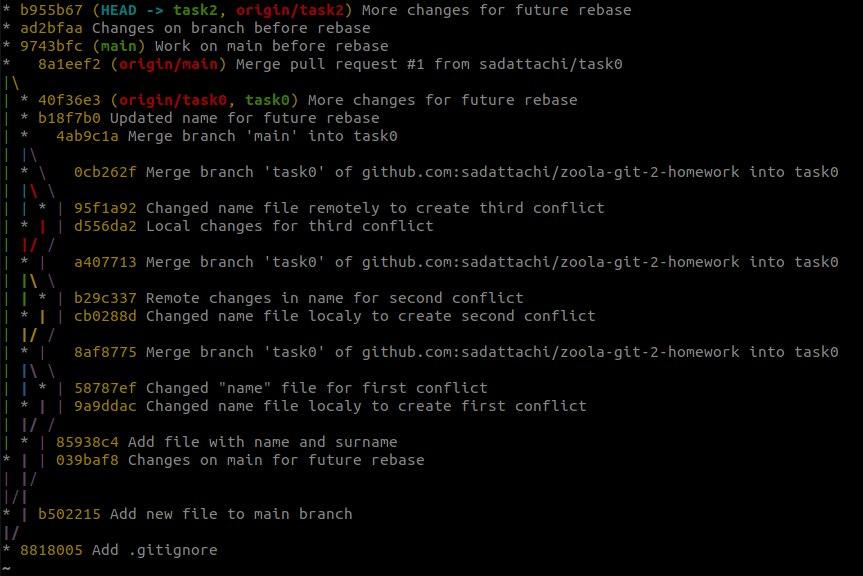 * b955b67 (HEAD -> task2, origin/task2) More changes for future rebase
* ad2bfaa Changes on branch before rebase
* 9743bfc (main) Work on main before rebase
*   8a1eef2 (origin/main) Merge pull request #1 from sadattachi/task0
|\
| * 40f36e3 (origin/task0, task0) More changes for future rebase
| * b18f7b0 Updated name for future rebase
| *   4ab9c1a Merge branch 'main' into task0
| |\
| * \   0cb262f Merge branch 'task0' of github.com:sadattachi/zoola-git-2-homework into task0
| |\ \
| | * | 95f1a92 Changed name file remotely to create third conflict
| * | | d556da2 Local changes for third conflict
| |/ /
| * |   a407713 Merge branch 'task0' of github.com:sadattachi/zoola-git-2-homework into task0
| |\ \
| | * | b29c337 Remote changes in name for second conflict
| * | | cb0288d Changed name file localy to create second conflict
| |/ /
| * |   8af8775 Merge branch 'task0' of github.com:sadattachi/zoola-git-2-homework into task0
| |\ \
| | * | 58787ef Changed "name" file for first conflict
| * | | 9a9ddac Changed name file localy to create first conflict
| |/ /
| * | 85938c4 Add file with name and surname
* | | 039baf8 Changes on main for future rebase
| |/
|/|
* | b502215 Add new file to main branch
|/
* 8818005 Add .gitignore
~